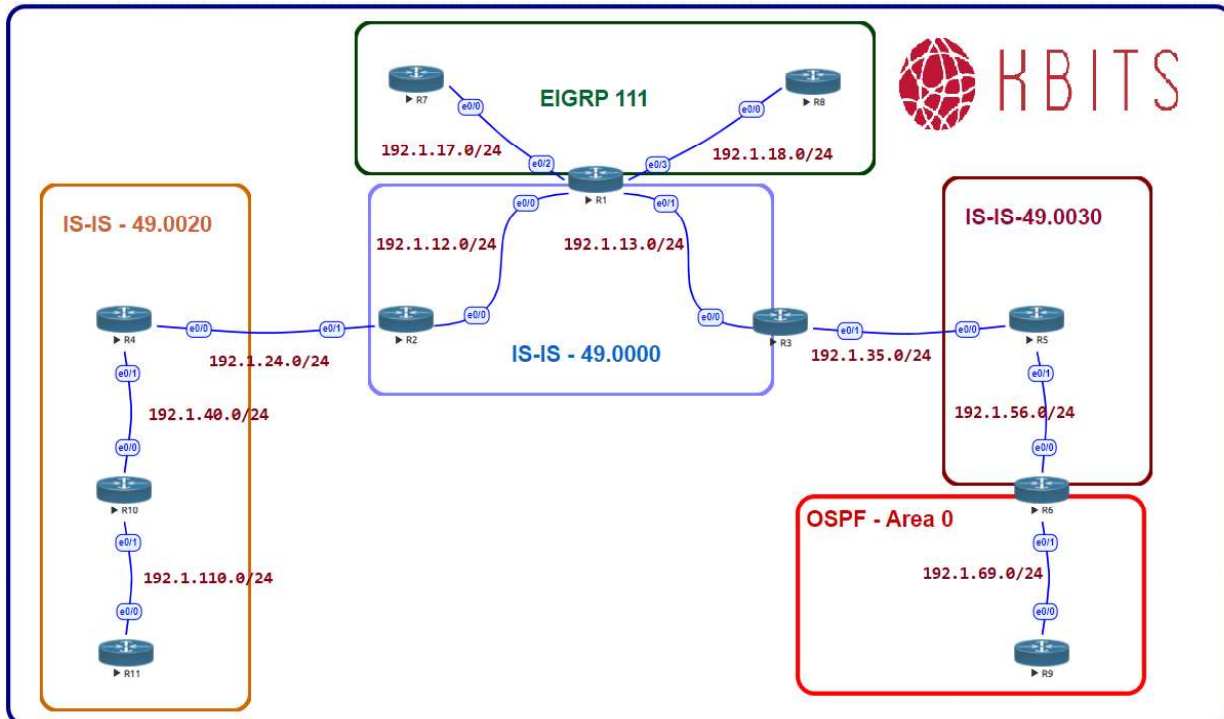 KBITS
EIGRP 111
▶ R7
▶ R8
e0/0
e0/0
192.1.17.0/24
192.1.18.0/24
e0/2
e0/3
▶ R1
IS-IS - 49.0020
e0/0
e0/1
IS-IS-49.0030
192.1.12.0/24
192.1.13.0/24
▶ R4
e0/0
e0/1
▶ R2
e0/0
e0/0
▶ R3
e0/1
e0/0
▶ R5
192.1.24.0/24
IS-IS - 49.0000
192.1.35.0/24
e0/1
e0/1
192.1.40.0/24
192.1.56.0/24
e0/0
e0/0
▶ R10
▶ R6
OSPF - Area 0
e0/1
e0/1
192.1.110.0/24
192.1.69.0/24
e0/0
e0/0
▶ R11
▶ R9